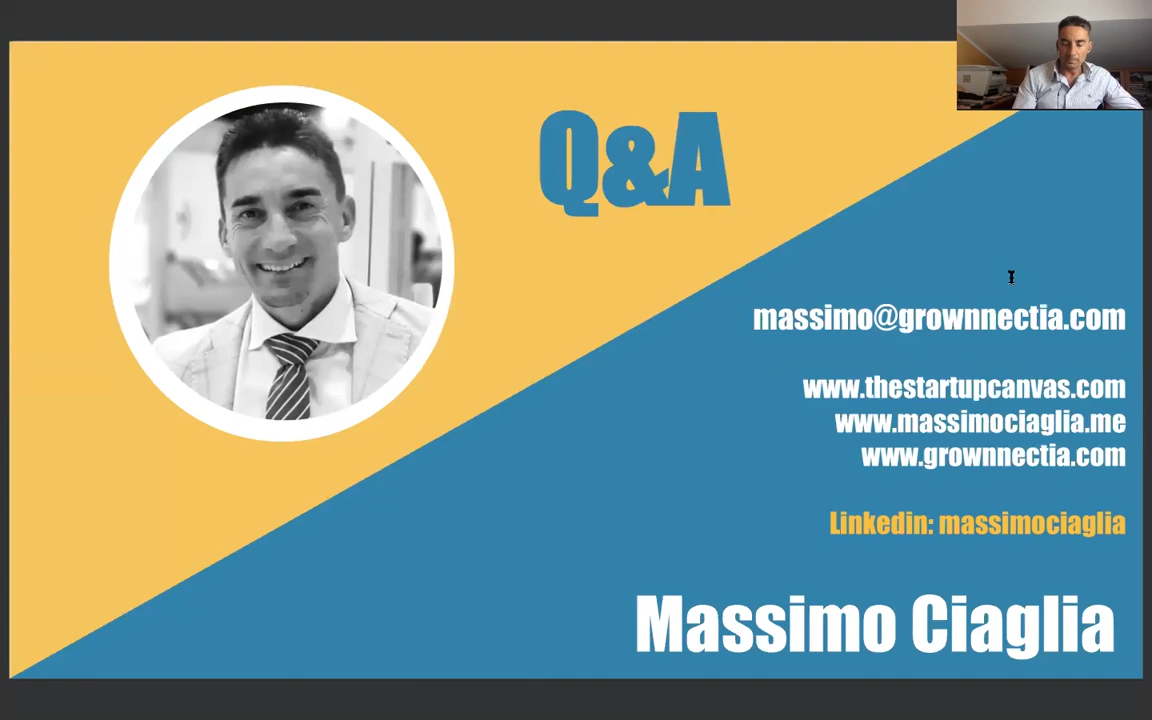 Q&A
massimo@grownnectia.com
www.thestartupcanvas.com
www.massimociaglia.me
www.grownnectia.com
Linkedin: massimociaglia
Massimo Ciaglia